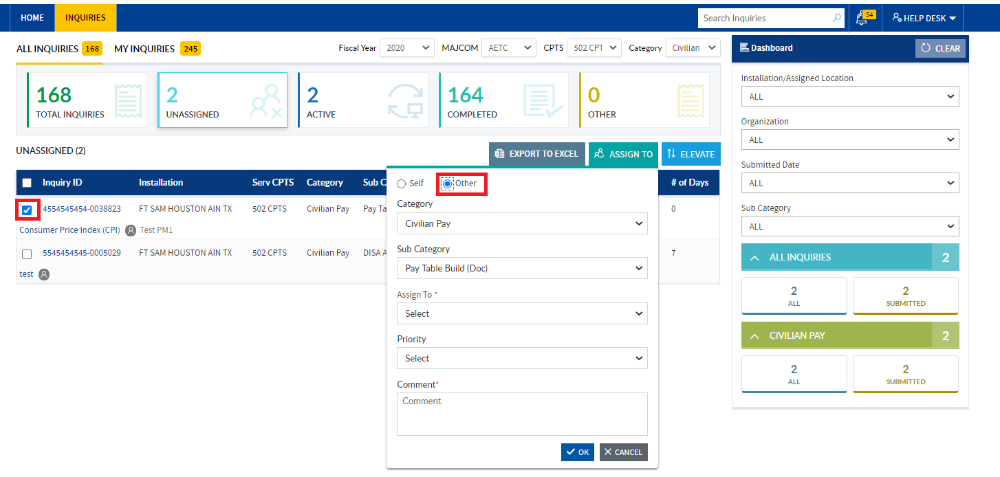 HOME INQUIRIES Search Inquiries 54 HELP DESK
ALL INQUIRIES 168 MY INQUIRIES 245 Fiscal Year 2020 MAJCOM AETC CPTS 502 CPT Category Civilian
168
TOTAL INQUIRIES
2
UNASSIGNED
2
ACTIVE
164
COMPLETED
0
OTHER
UNASSIGNED (2) EXPORT TO EXCEL ASSIGN TO ELEVATE
Inquiry ID Installation Serv CPTS Category Sub C # of Days
4554545454-0038823 FT SAM HOUSTON AIN TX 502 CPTS Civilian Pay Pay Ta 0
Consumer Price Index (CPI) Test PM1
5545454545-0005029 FT SAM HOUSTON AIN TX 502 CPTS Civilian Pay DISA A 7
test
Self Other
Category
Civilian Pay
Sub Category
Pay Table Build (Doc)
Assign To *
Select
Priority
Select
Comment*
Comment
OK CANCEL
Dashboard CLEAR
Installation/Assigned Location
ALL
Organization
ALL
Submitted Date
ALL
Sub Category
ALL
ALL INQUIRIES 2
2
ALL
2
SUBMITTED
CIVILIAN PAY 2
2
ALL
2
SUBMITTED